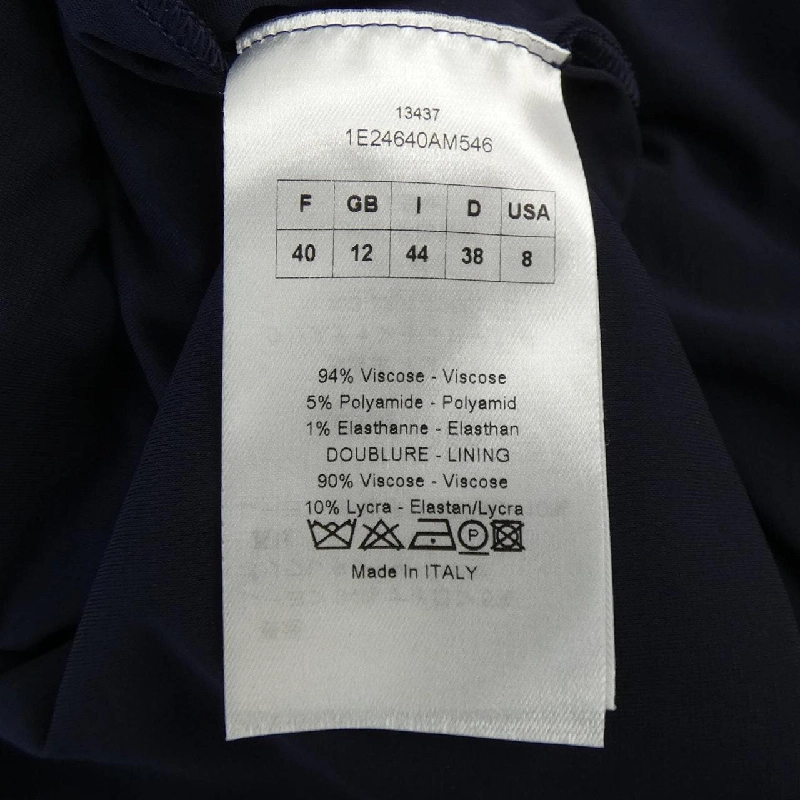 13437
1E24640AM546
F GB I D USA
40 12 44 38 8
94% Viscose - Viscose
5% Polyamide - Polyamid
1% Elasthanne - Elasthan
DOUBLURE - LINING
90% Viscose - Viscose
10% Lycra - Elastan/Lycra
P
Made In ITALY